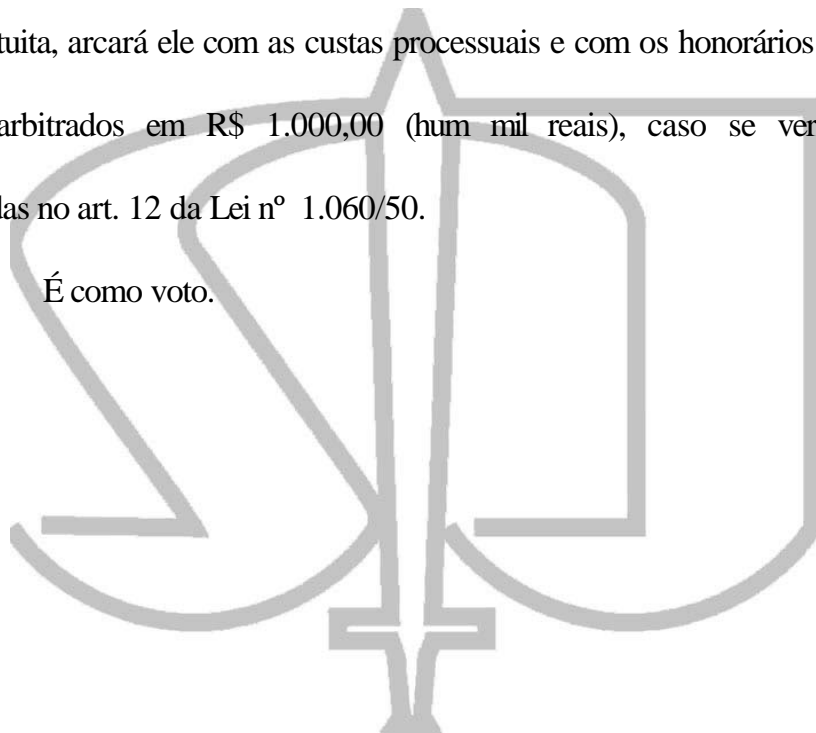 tuita, arcará ele com as custas processuais e com os honorários
arbitrados em R$ 1.000,00 (hum mil reais), caso se ver
das no art. 12 da Lei nº 1.060/50.
É como voto.